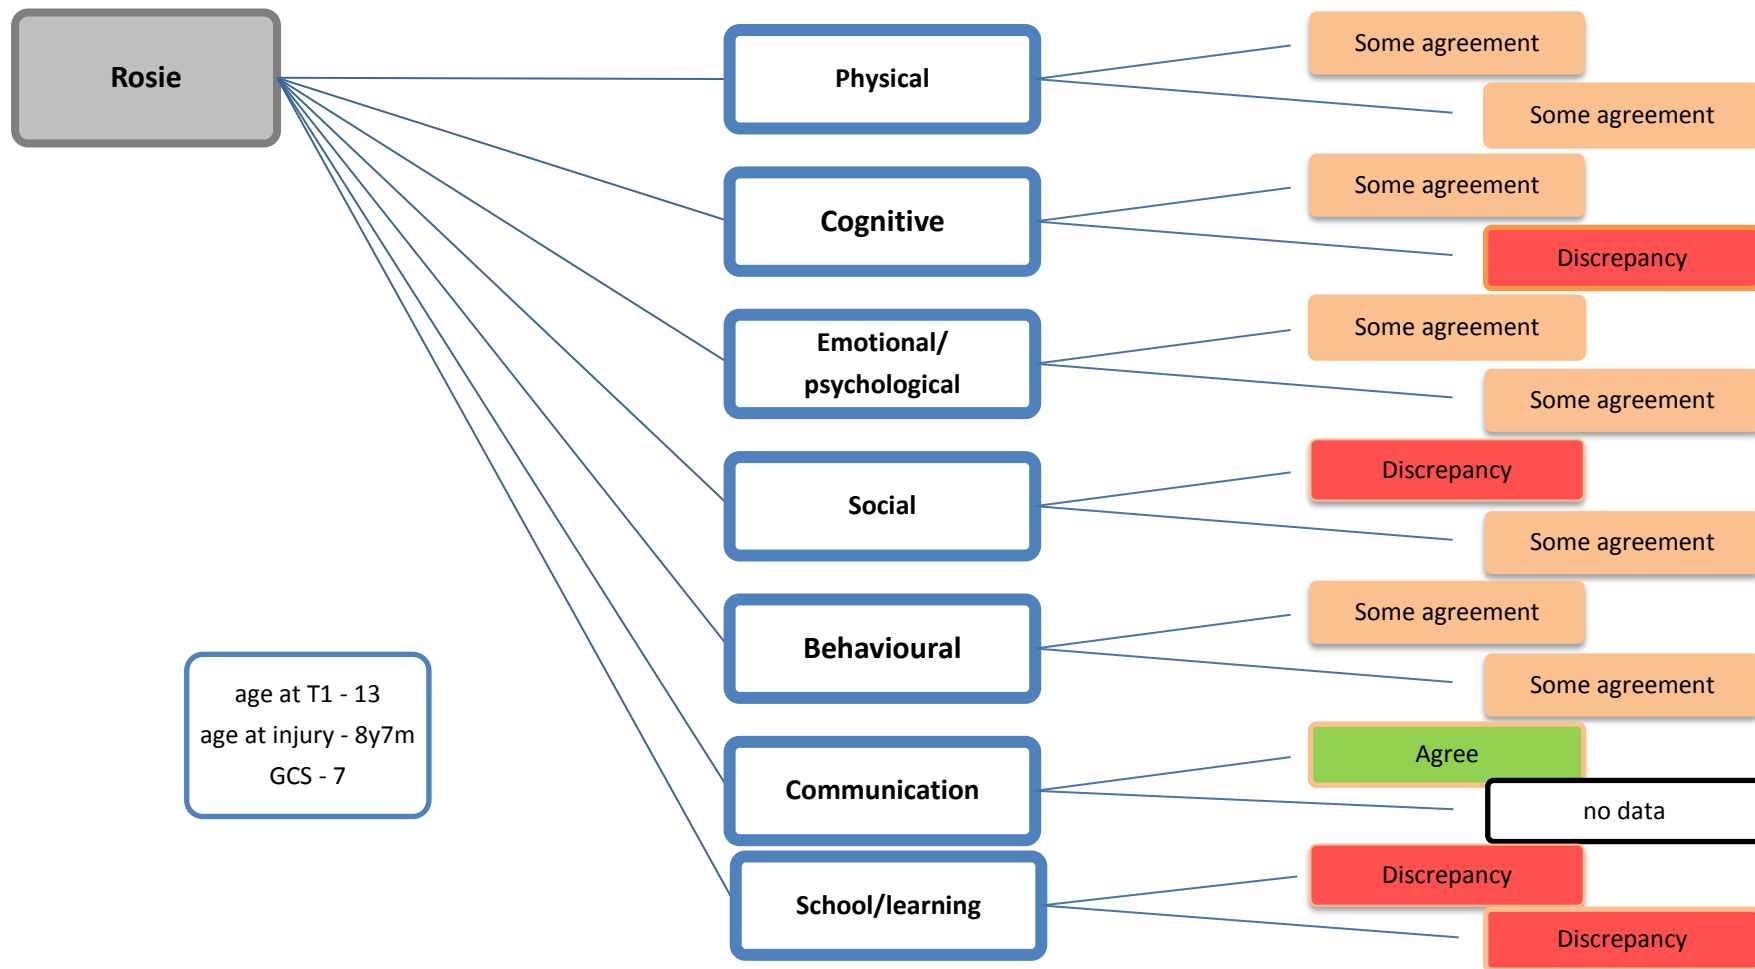 Rosie
Physical
Some agreement
Some agreement
Cognitive
Some agreement
Discrepancy
Emotional/
psychological
Some agreement
Some agreement
Social
Discrepancy
Some agreement
Behavioural
Some agreement
Some agreement
age at T1 - 13
age at injury - 8y7m
GCS - 7
Communication
Agree
no data
School/learning
Discrepancy
Discrepancy